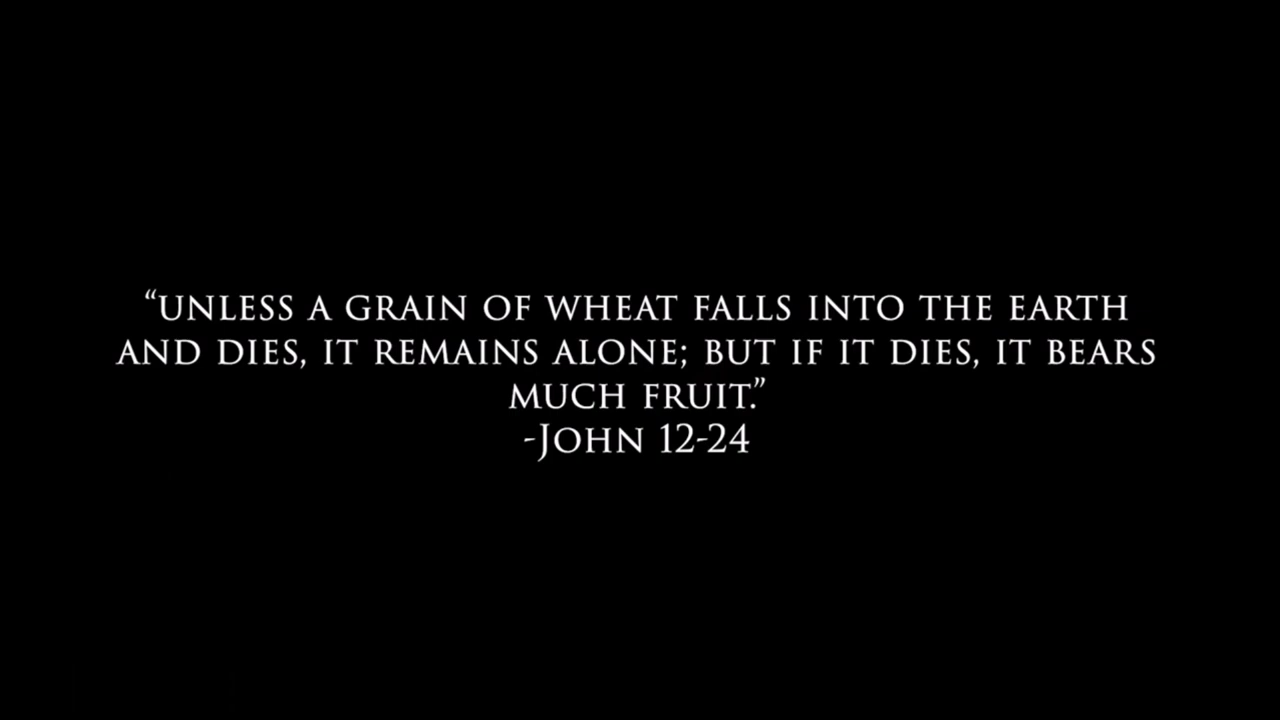 “UNLESS A GRAIN OF WHEAT FALLS INTO THE EARTH
AND DIES, IT REMAINS ALONE; BUT IF IT DIES, IT BEARS
MUCH FRUIT.”
-JOHN 12-24